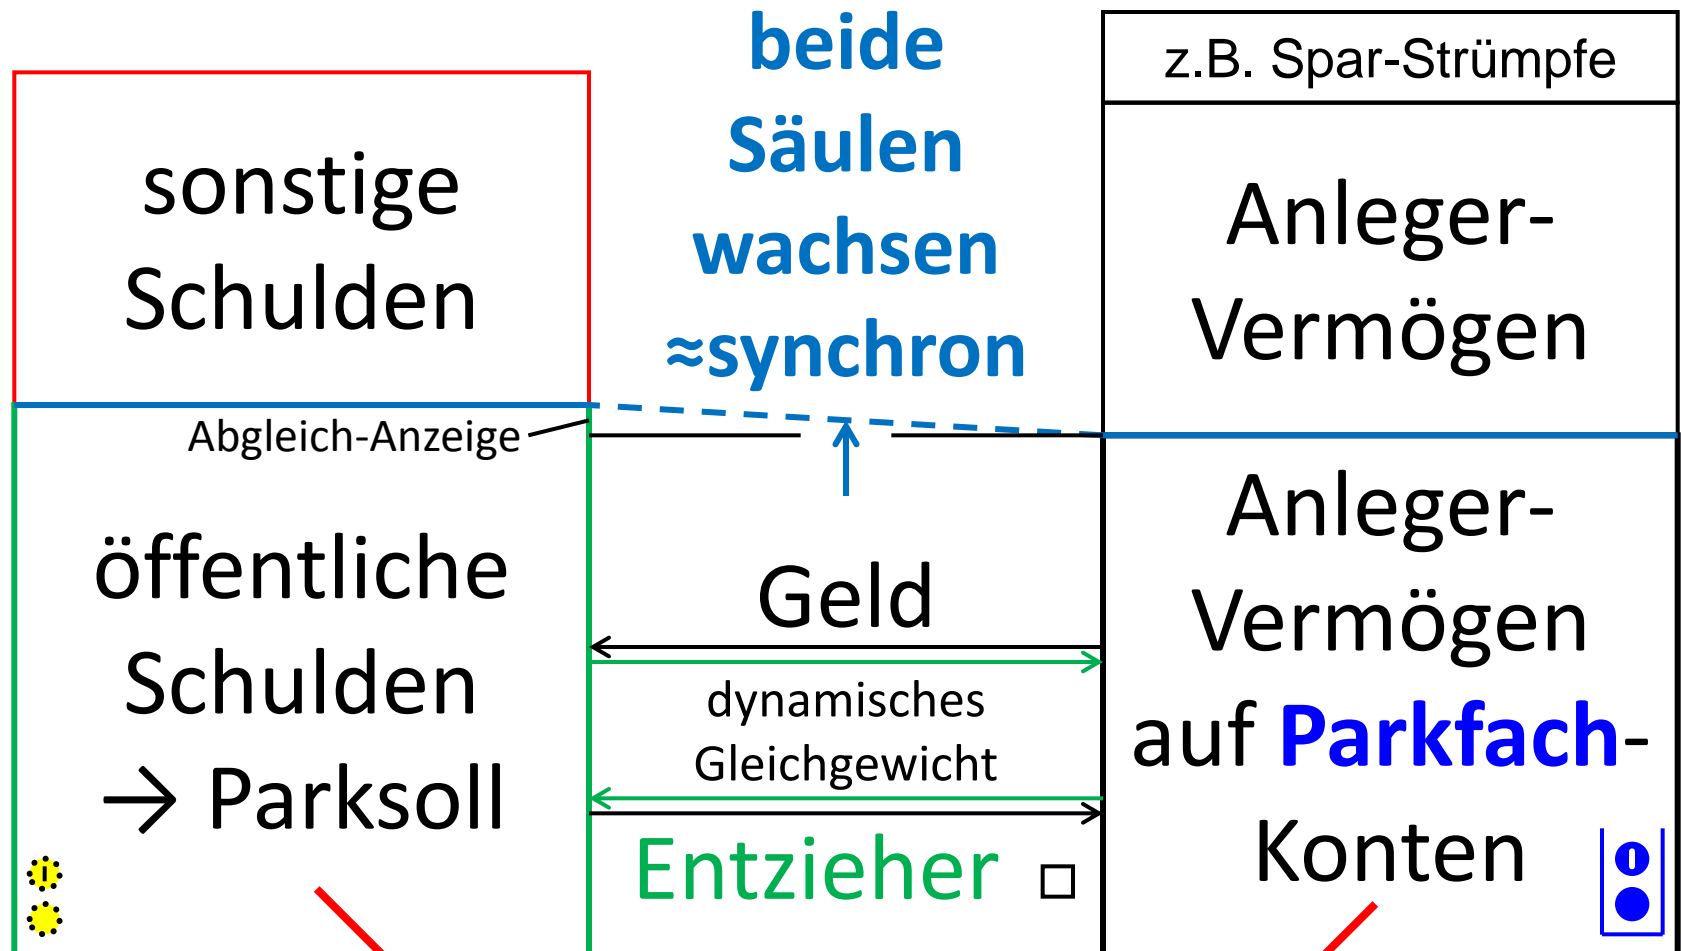 beide
Säulen
wachsen
≈synchron
z.B. Spar-Strümpfe
sonstige
Schulden
Anleger-
Vermögen
Abgleich-Anzeige
öffentliche
Schulden
→ Parksoll
Geld
dynamisches
Gleichgewicht
Entzieher □
Anleger-
Vermögen
auf Parkfach-
Konten